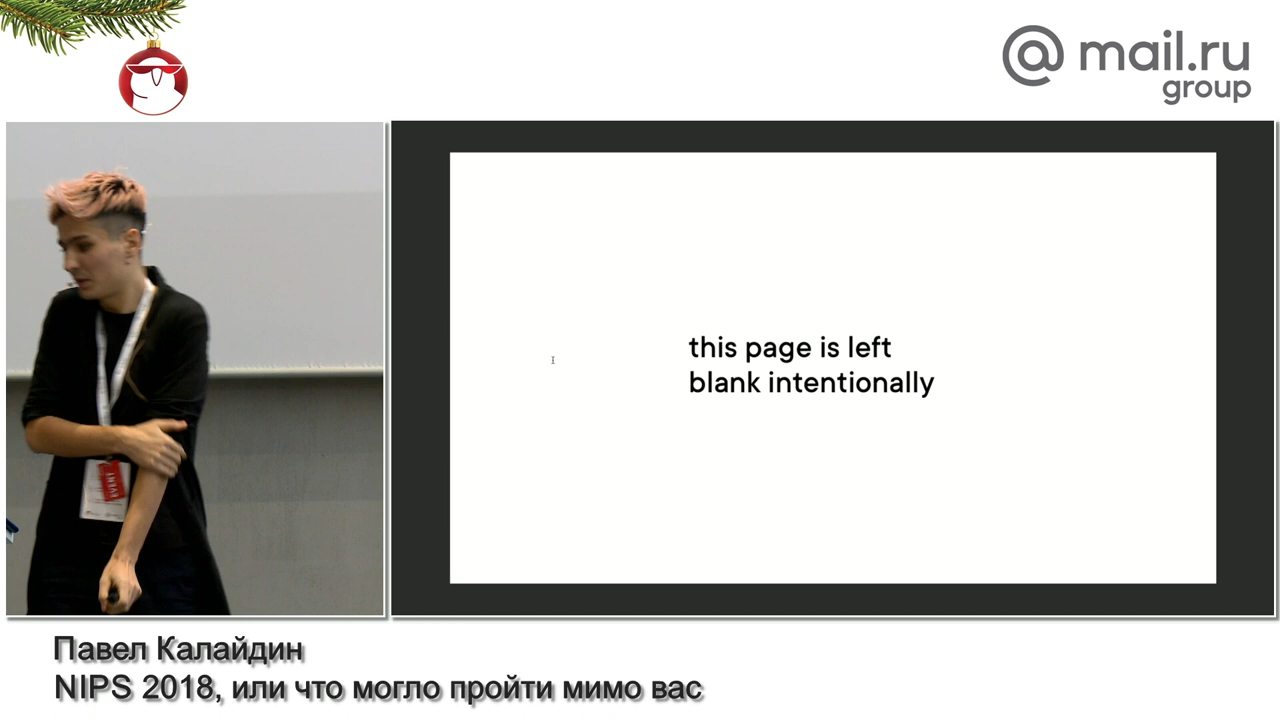 @ mail.ru
group
this page is left
blank intentionally
EVENT
Павел Калайдин
NIPS 2018, или что могло пройти мимо вас